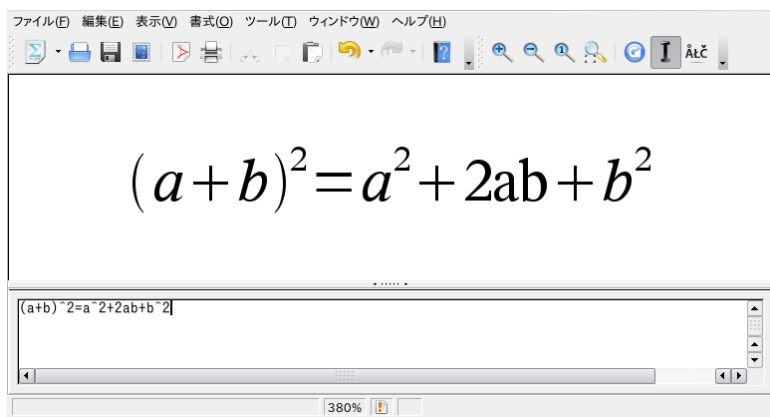 ファイル(F) 編集(E) 表示(V) 書式(O) ツール(T) ウィンドウ(W) ヘルプ(H)
ÅŁČ
(a+b)²=a²+2ab+b²
(a+b)^2=a^2+2ab+b^2
380%